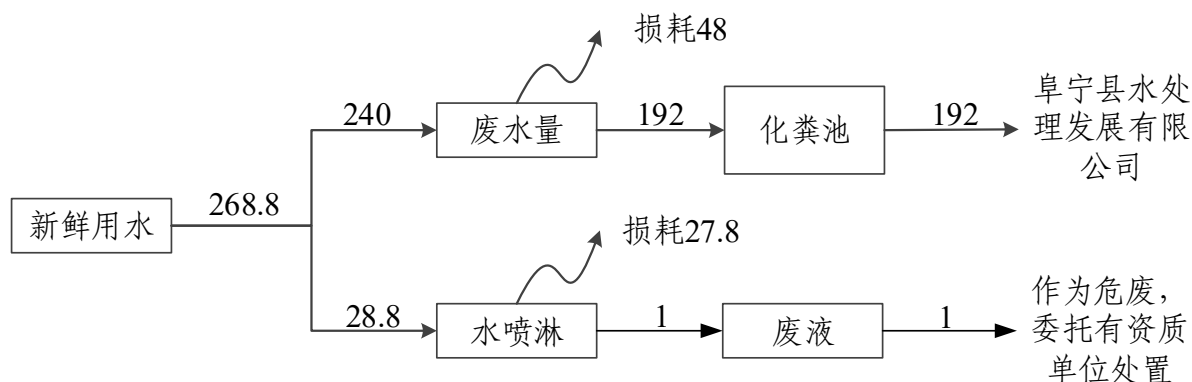 损耗48
240
废水量
192
化粪池
192
阜宁县水处
理发展有限
公司
新鲜用水
268.8
损耗27.8
28.8
水喷淋
1
废液
1
作为危废，
委托有资质
单位处置